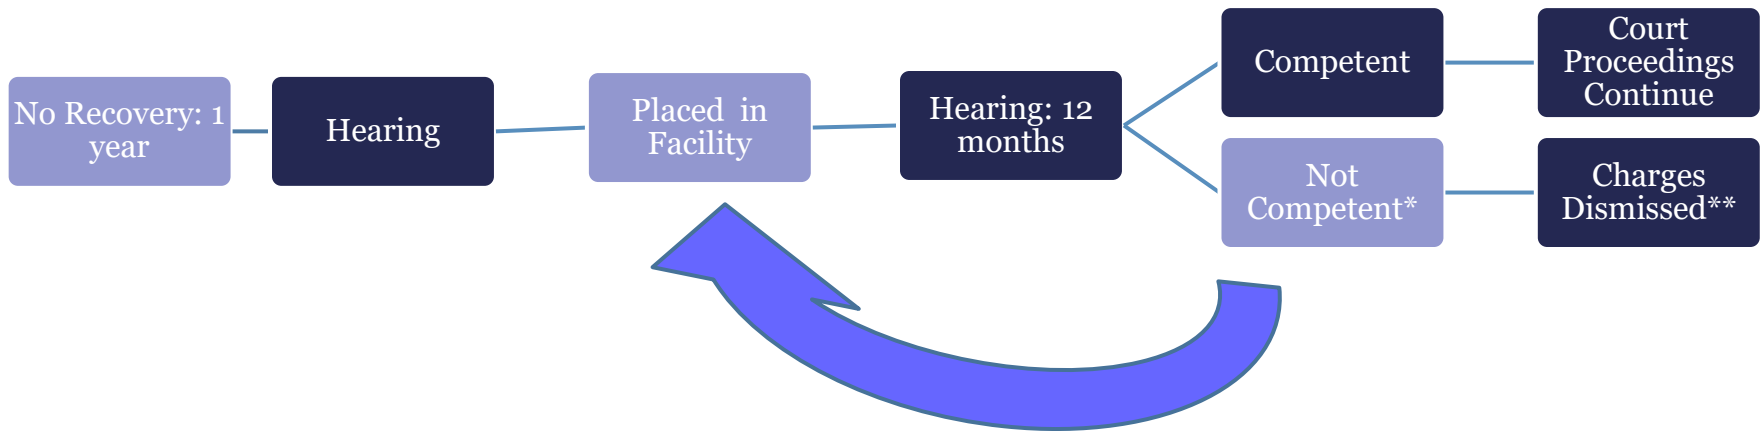 No Recovery: 1
year
Hearing
Placed in
Facility
Hearing: 12
months
Competent
Court
Proceedings
Continue
Not
Competent*
Charges
Dismissed**